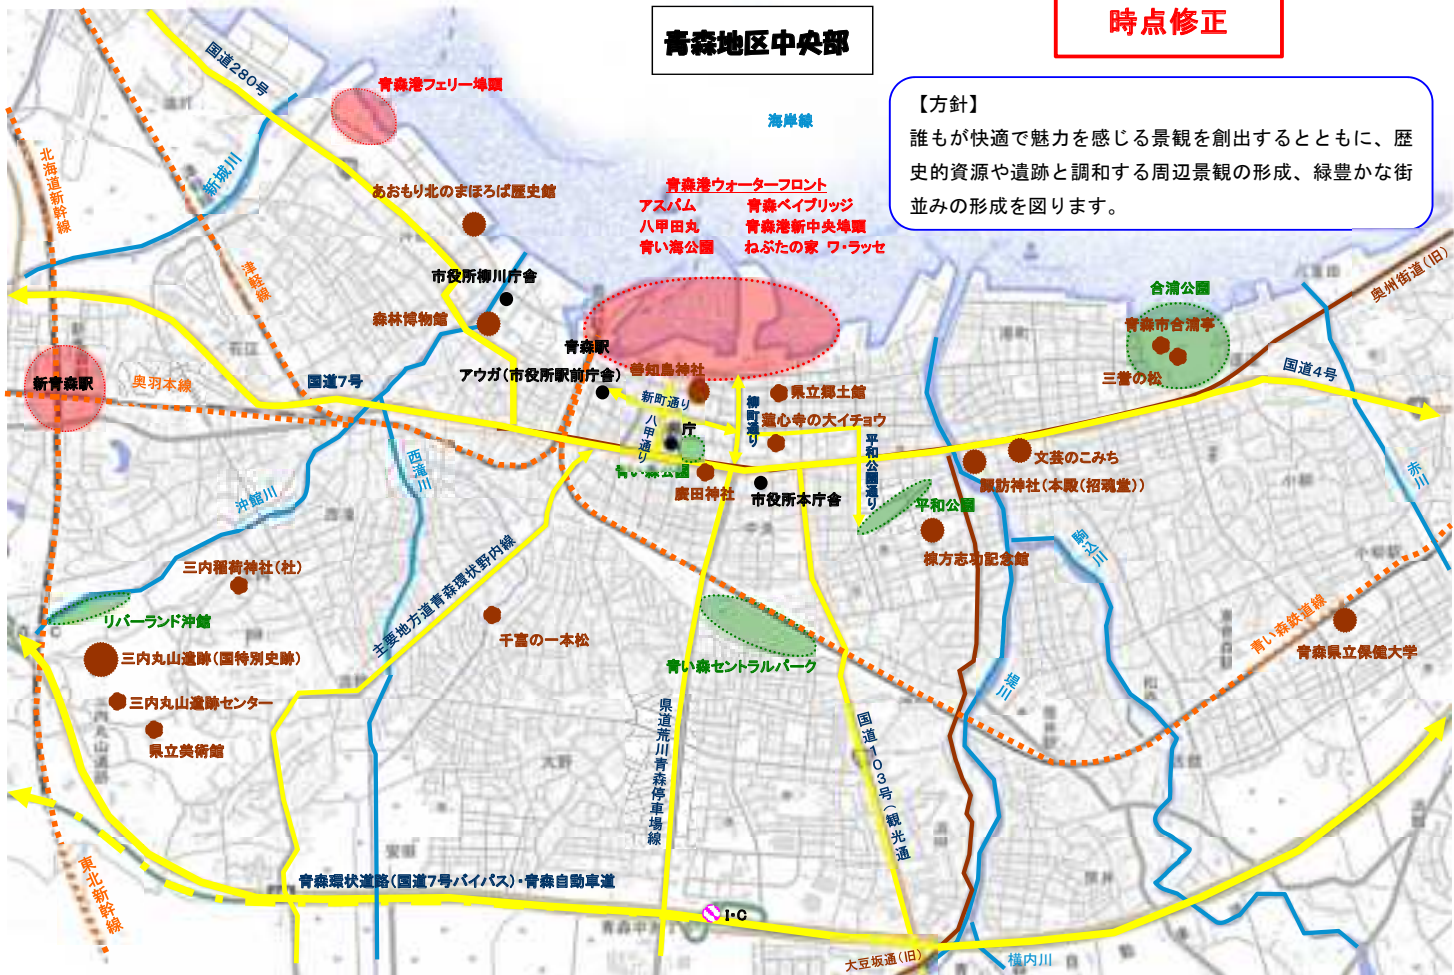 時点修正
青森地区中央部
【方針】
誰もが快適で魅力を感じる景観を創出するとともに、歴
史的資源や遺跡と調和する周辺景観の形成、緑豊かな街
並みの形成を図ります。
国道280号
青森港フェリー埠頭
海岸線
北海道新幹線
新城川
あおもり北のまほろば歴史館
青森港ウォーターフロント
アスパム 青森ベイブリッジ
八甲田丸 青森港新中央埠頭
青い海公園 ねぶたの家 ワ・ラッセ
津軽線
市役所柳川庁舎
森林博物館
奥州街道(旧)
合浦公園
青森市合浦亭
三誉の松
国道4号
新青森駅
奥羽本線
国道7号
青森駅
アウガ(市役所駅前庁舎)
善知鳥神社
新町通り
八甲通り
柳町通り
県立郷土館
蓮心寺の大イチョウ
平和公園通り
庁
青い森公園
廣田神社
市役所本庁舎
文芸のこみち
諏訪神社(本殿(招魂堂))
平和公園
棟方志功記念館
赤川
小柳
駒込川
西滝川
沖館川
三内稲荷神社(杜)
リバーランド沖館
三内丸山遺跡(国特別史跡)
三内丸山遺跡センター
県立美術館
主要地方道青森環状野内線
千富の一本松
青い森セントラルパーク
堤川
青い森鉄道線
青森県立保健大学
県道荒川青森停車場線
国道103号(観光通
大野
東北新幹線
青森環状道路(国道7号バイパス)・青森自動車道
I・C
大豆坂通(旧)
横内川